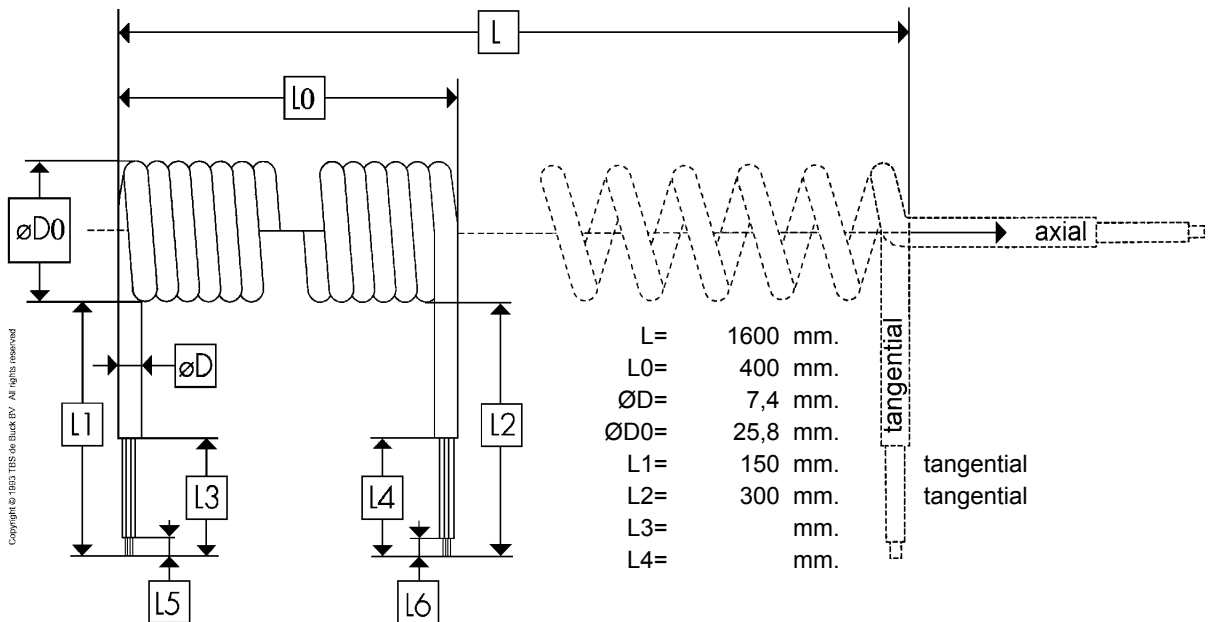 L
L0
øD0
axial
øD
tangential
L1
L2
L3
L4
L5
L6
L= 1600 mm.
L0= 400 mm.
ØD= 7,4 mm.
ØD0= 25,8 mm.
L1= 150 mm. tangential
L2= 300 mm. tangential
L3= mm.
L4= mm.
Copyright © 1993 TBS de Buck BV All rights reserved